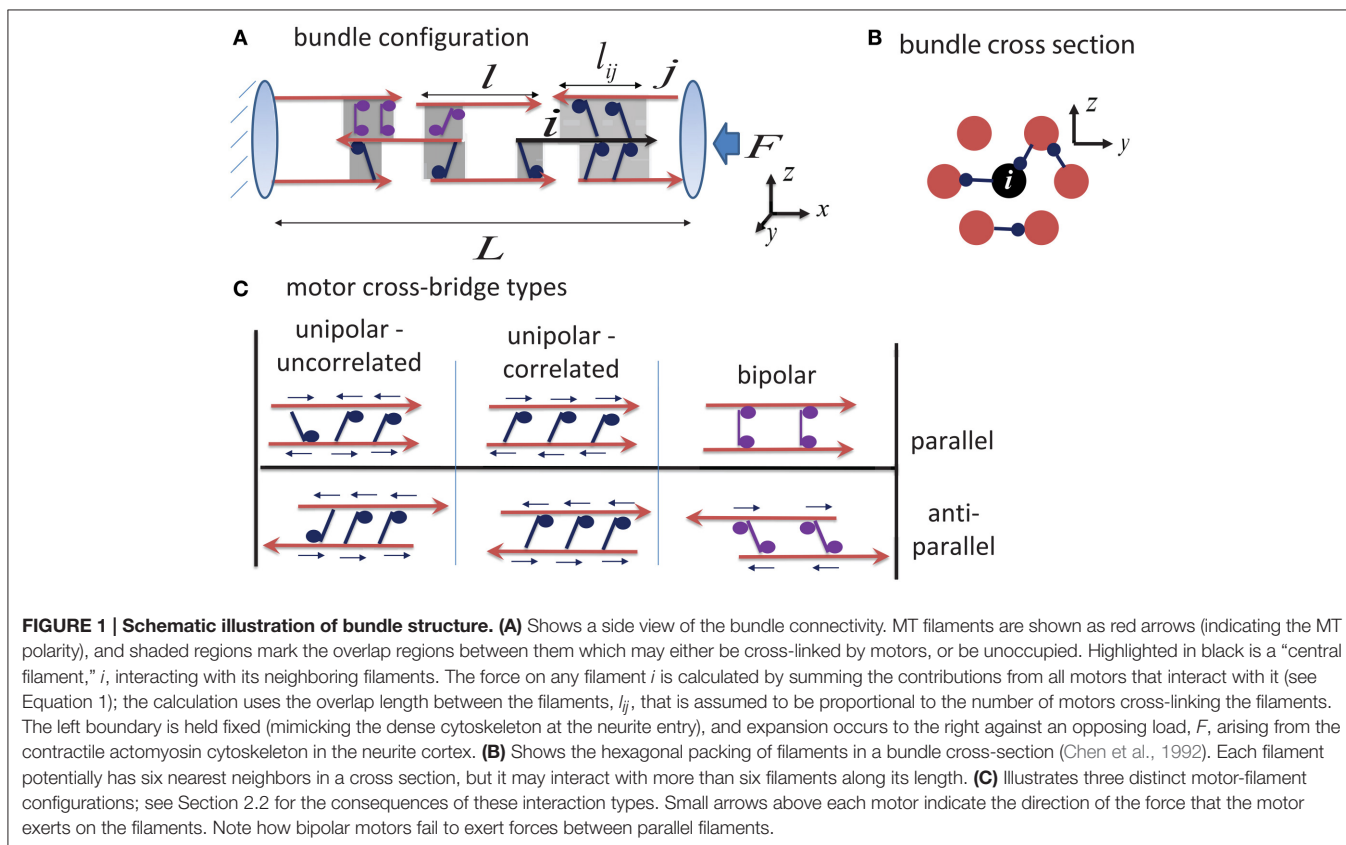 A bundle configuration
l
l_ij
j
i
F
z
x
y
L
B bundle cross section
z
y
i
C motor cross-bridge types
unipolar -
uncorrelated
unipolar -
correlated
bipolar
parallel
anti-
parallel
FIGURE 1 | Schematic illustration of bundle structure. (A) Shows a side view of the bundle connectivity. MT filaments are shown as red arrows (indicating the MT
polarity), and shaded regions mark the overlap regions between them which may either be cross-linked by motors, or be unoccupied. Highlighted in black is a “central
filament,” i, interacting with its neighboring filaments. The force on any filament i is calculated by summing the contributions from all motors that interact with it (see
Equation 1); the calculation uses the overlap length between the filaments, l_ij, that is assumed to be proportional to the number of motors cross-linking the filaments.
The left boundary is held fixed (mimicking the dense cytoskeleton at the neurite entry), and expansion occurs to the right against an opposing load, F, arising from the
contractile actomyosin cytoskeleton in the neurite cortex. (B) Shows the hexagonal packing of filaments in a bundle cross-section (Chen et al., 1992). Each filament
potentially has six nearest neighbors in a cross section, but it may interact with more than six filaments along its length. (C) Illustrates three distinct motor-filament
configurations; see Section 2.2 for the consequences of these interaction types. Small arrows above each motor indicate the direction of the force that the motor
exerts on the filaments. Note how bipolar motors fail to exert forces between parallel filaments.